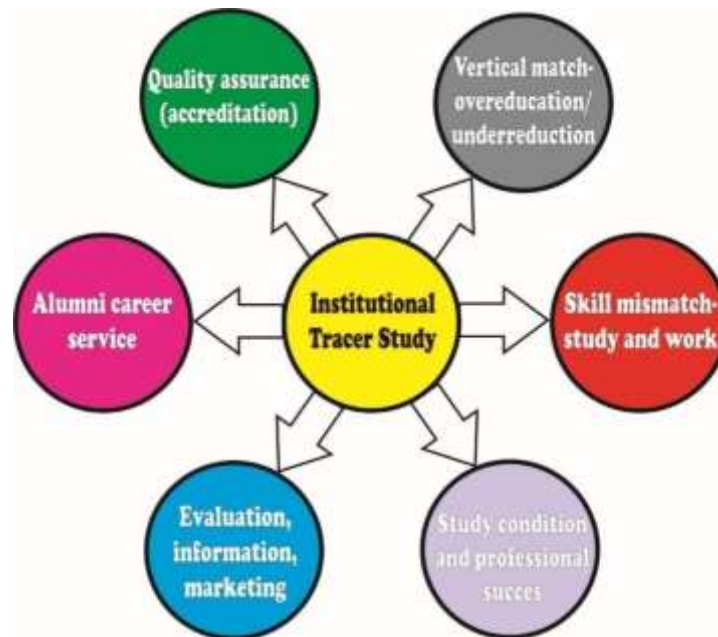 Quality assurance
(accreditation)
Vertical match-
overeducation/
underreduction
Alumni career
service
Institutional
Tracer Study
Skill mismatch-
study and work
Evaluation,
information,
marketing
Study condition
and professional
succes